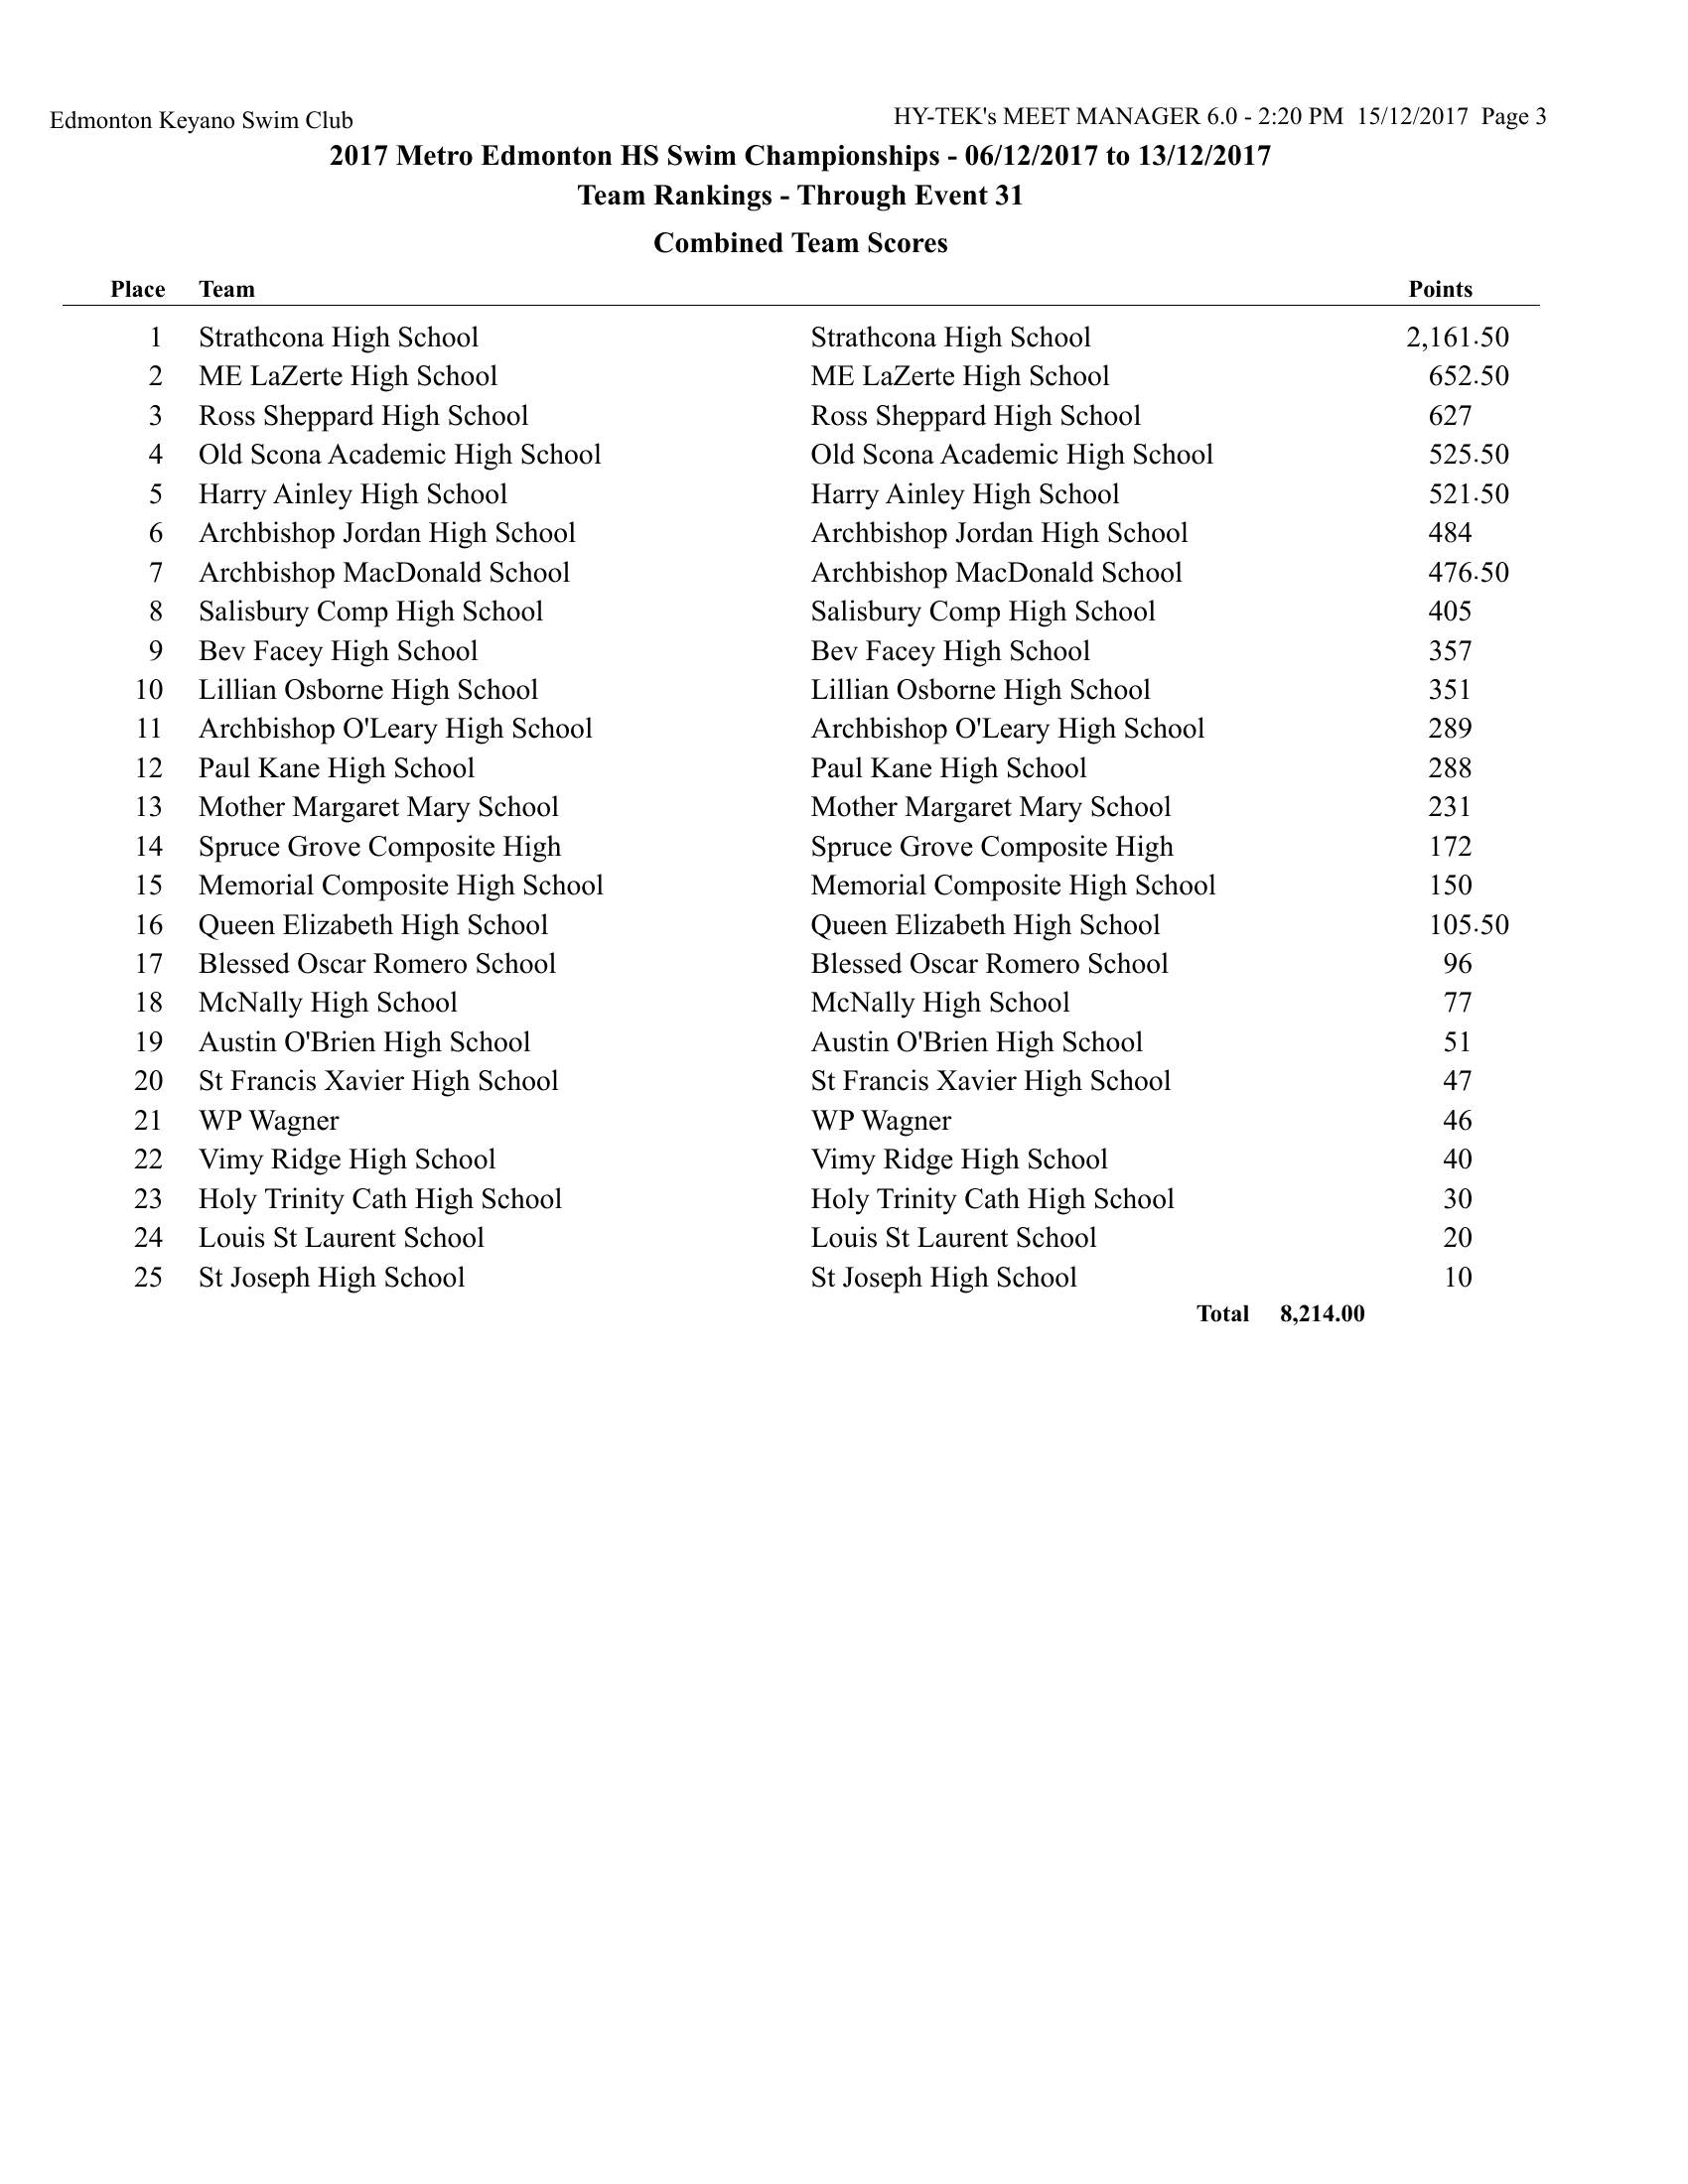 Edmonton Keyano Swim Club HY-TEK's MEET MANAGER 6.0 - 2:20 PM 15/12/2017 Page 3
2017 Metro Edmonton HS Swim Championships - 06/12/2017 to 13/12/2017
Team Rankings - Through Event 31
Combined Team Scores
Place Team Points
1 Strathcona High School Strathcona High School 2,161.50
2 ME LaZerte High School ME LaZerte High School 652.50
3 Ross Sheppard High School Ross Sheppard High School 627
4 Old Scona Academic High School Old Scona Academic High School 525.50
5 Harry Ainley High School Harry Ainley High School 521.50
6 Archbishop Jordan High School Archbishop Jordan High School 484
7 Archbishop MacDonald School Archbishop MacDonald School 476.50
8 Salisbury Comp High School Salisbury Comp High School 405
9 Bev Facey High School Bev Facey High School 357
10 Lillian Osborne High School Lillian Osborne High School 351
11 Archbishop O'Leary High School Archbishop O'Leary High School 289
12 Paul Kane High School Paul Kane High School 288
13 Mother Margaret Mary School Mother Margaret Mary School 231
14 Spruce Grove Composite High Spruce Grove Composite High 172
15 Memorial Composite High School Memorial Composite High School 150
16 Queen Elizabeth High School Queen Elizabeth High School 105.50
17 Blessed Oscar Romero School Blessed Oscar Romero School 96
18 McNally High School McNally High School 77
19 Austin O'Brien High School Austin O'Brien High School 51
20 St Francis Xavier High School St Francis Xavier High School 47
21 WP Wagner WP Wagner 46
22 Vimy Ridge High School Vimy Ridge High School 40
23 Holy Trinity Cath High School Holy Trinity Cath High School 30
24 Louis St Laurent School Louis St Laurent School 20
25 St Joseph High School St Joseph High School 10
Total 8,214.00